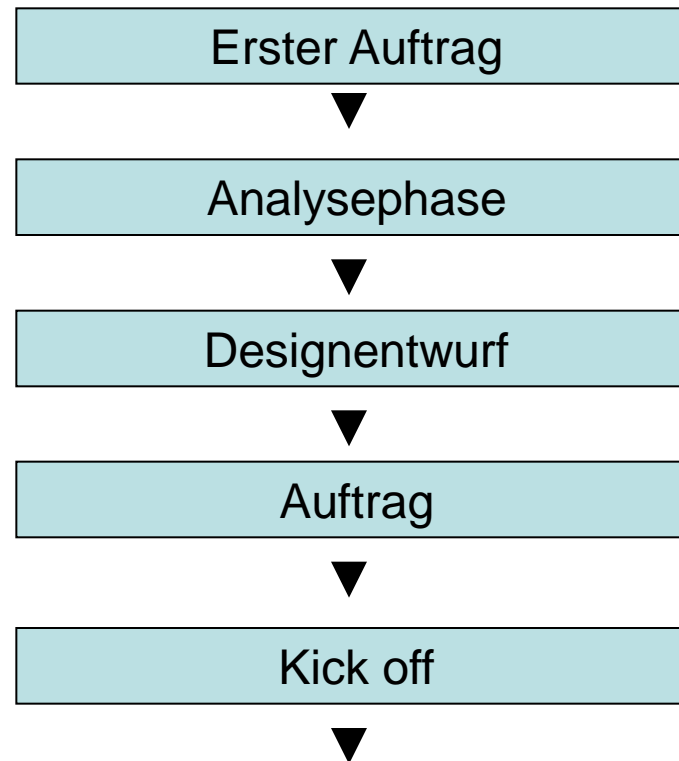 Erster Auftrag
Analysephase
Designentwurf
Auftrag
Kick off